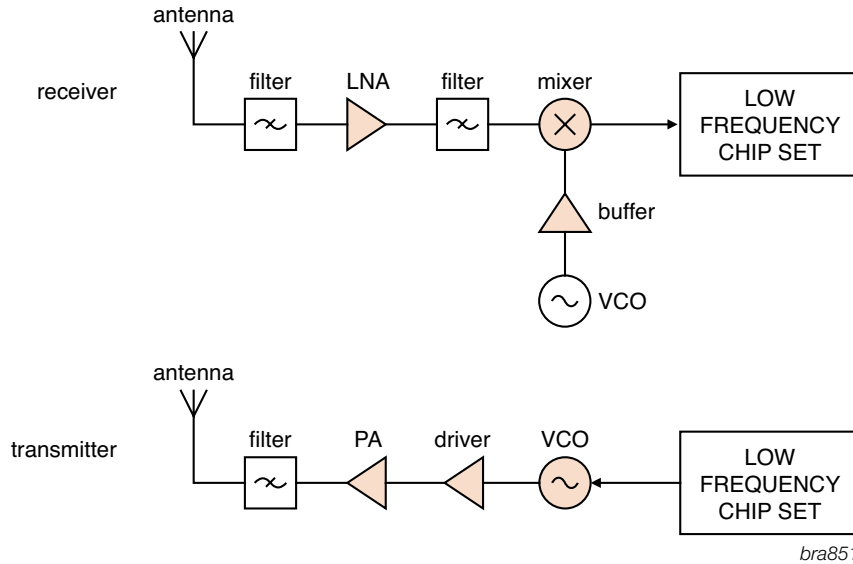 antenna
filter
LNA
filter
mixer
receiver
LOW
FREQUENCY
CHIP SET
buffer
VCO
antenna
transmitter
filter
PA
driver
VCO
LOW
FREQUENCY
CHIP SET